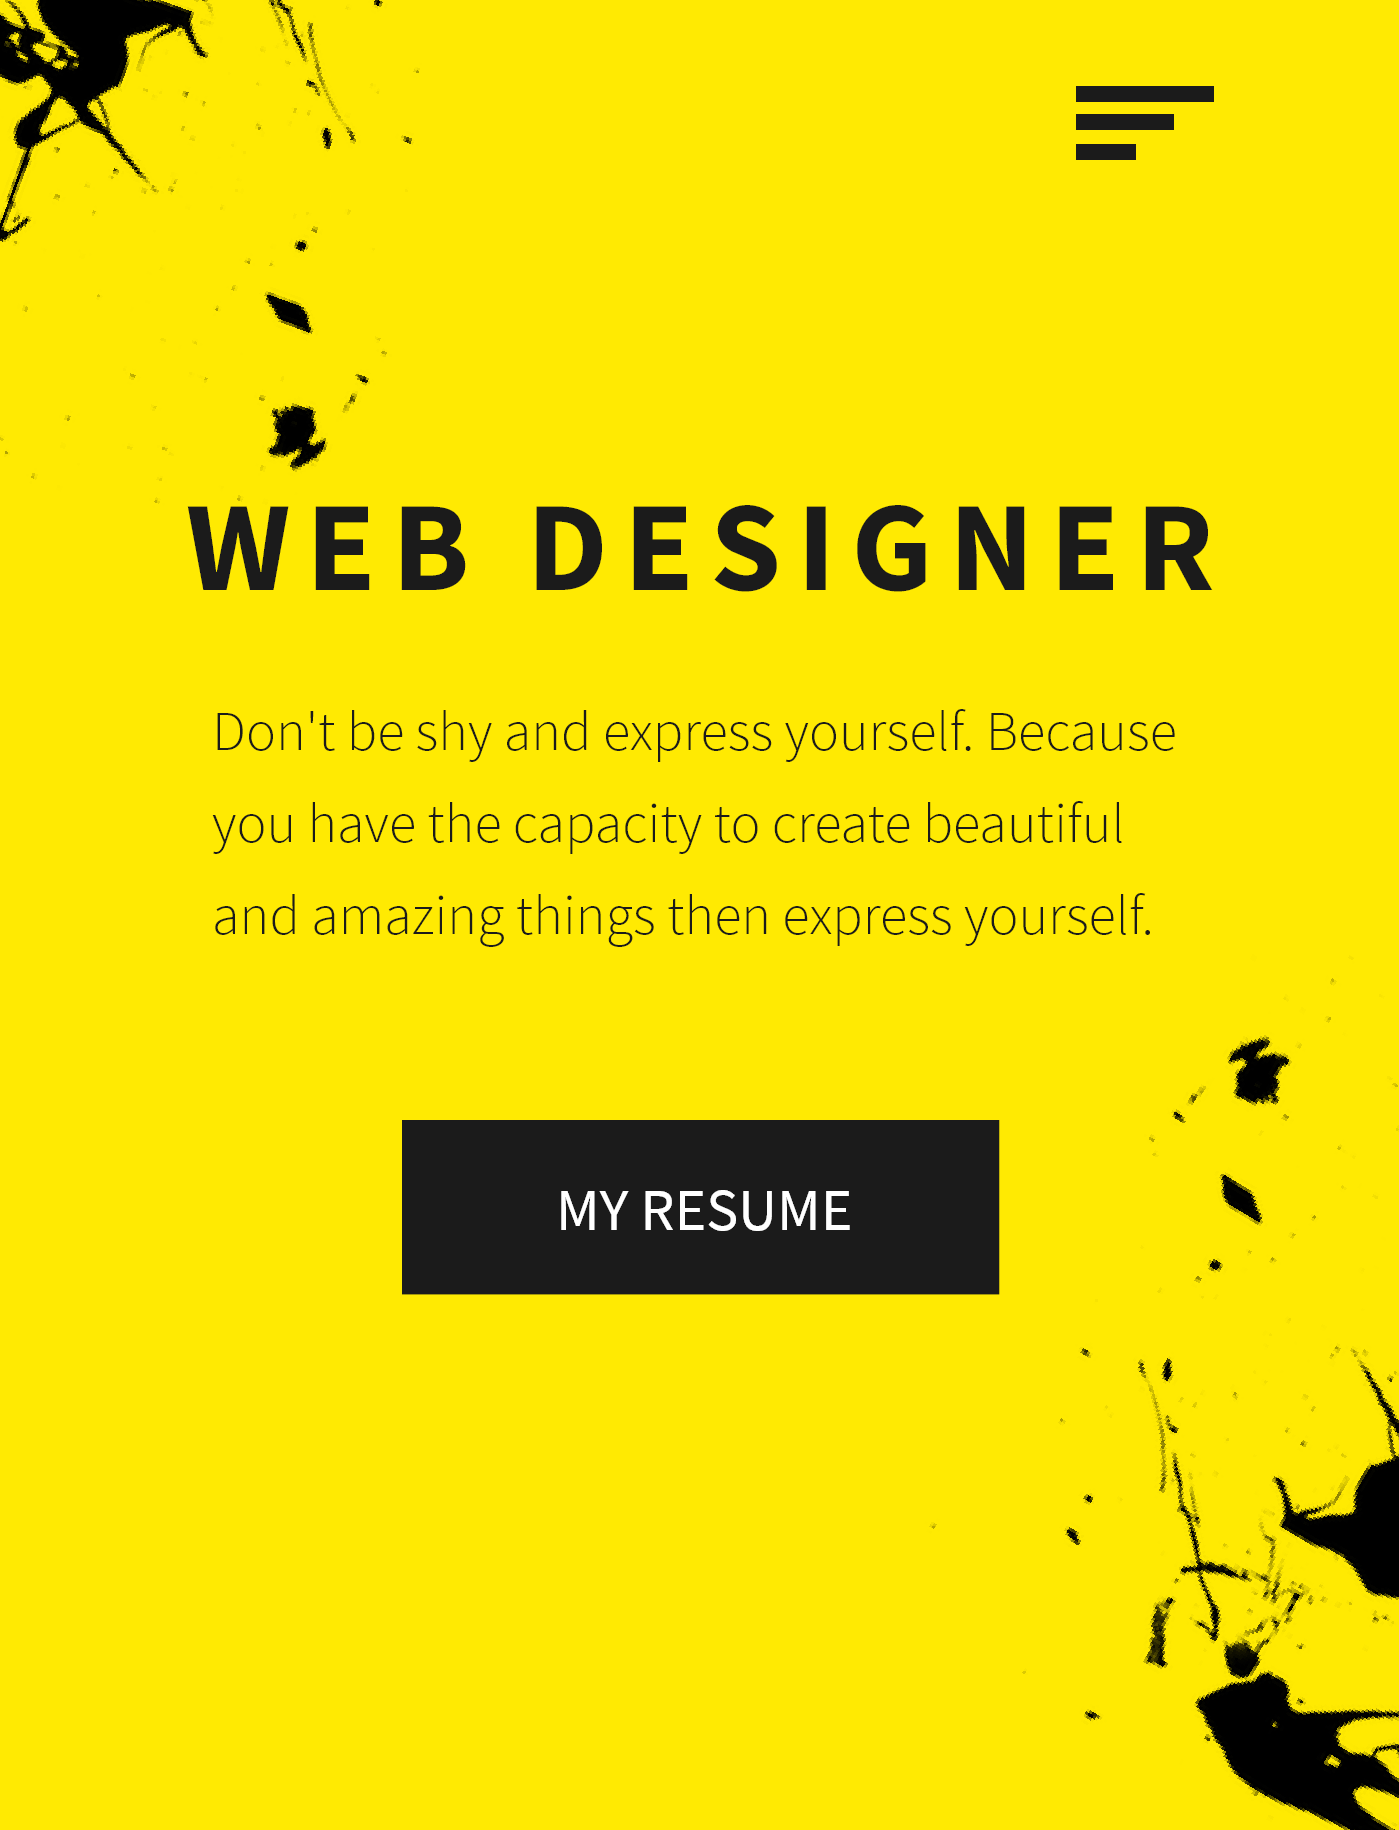 WEB DESIGNER
Don't be shy and express yourself. Because
you have the capacity to create beautiful
and amazing things then express yourself.
MY RESUME